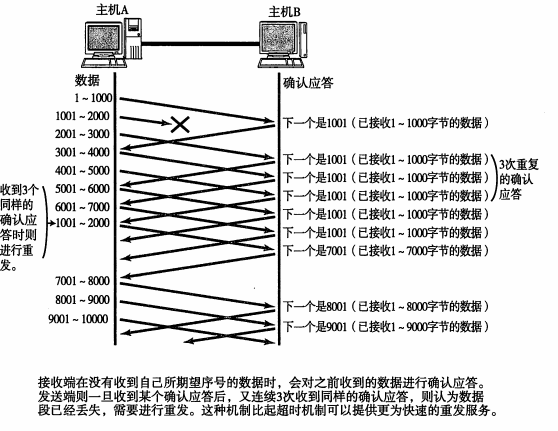 主机A
主机B
数据
确认应答
1～1000
1001～2000
下一个是1001（已接收1～1000字节的数据）
2001～3000
3001～4000
下一个是1001（已接收1～1000字节的数据）
4001～5000
下一个是1001（已接收1～1000字节的数据）
5001～6000
下一个是1001（已接收1～1000字节的数据）
3次重复
的确认
应答
6001～7000
下一个是1001（已接收1～1000字节的数据）
1001～2000
下一个是1001（已接收1～1000字节的数据）
收到3个
同样的
确认应
答时则
进行重
发。
下一个是7001（已接收1～7000字节的数据）
7001～8000
8001～9000
下一个是8001（已接收1～8000字节的数据）
9001～10000
下一个是9001（已接收1～9000字节的数据）
接收端在没有收到自己所期望序号的数据时，会对之前收到的数据进行确认应答。
发送端则一旦收到某个确认应答后，又连续3次收到同样的确认应答，则认为数据
段已经丢失，需要进行重发。这种机制比起超时机制可以提供更为快速的重发服务。